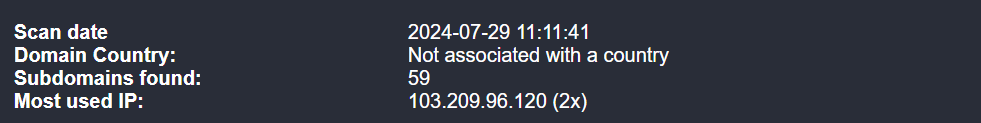 Scan date 2024-07-29 11:11:41
Domain Country: Not associated with a country
Subdomains found: 59
Most used IP: 103.209.96.120 (2x)